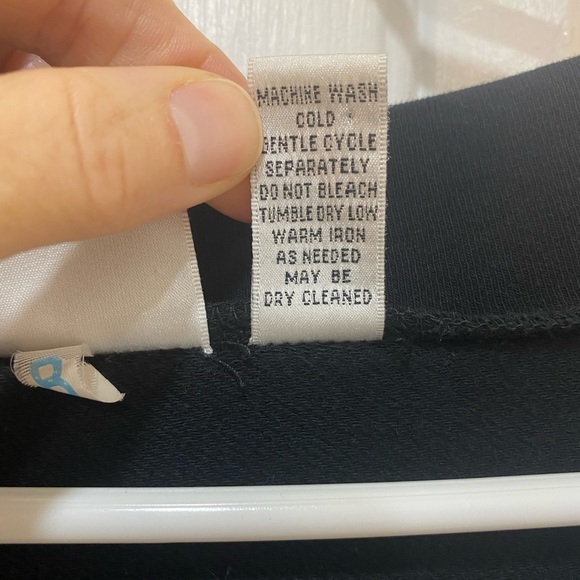 MACHINE WASH
COLD
GENTLE CYCLE
SEPARATELY
DO NOT BLEACH
TUMBLE DRY LOW
WARM IRON
AS NEEDED
MAY BE
DRY CLEANED